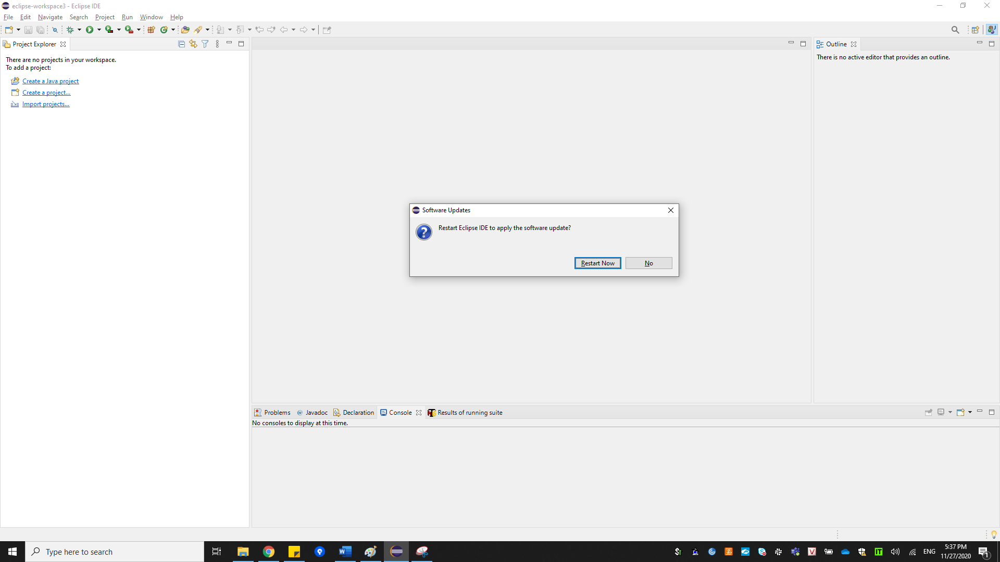 eclipse-workspace3 - Eclipse IDE
File Edit Navigate Search Project Run Window Help
Project Explorer
There are no projects in your workspace.
To add a project:
Create a Java project
Create a project...
Import projects...
Outline
There is no active editor that provides an outline.
Software Updates
Restart Eclipse IDE to apply the software update?
Restart Now No
Problems @ Javadoc Declaration Console Results of running suite
No consoles to display at this time.
Type here to search
ENG
5:37 PM
11/27/2020
1